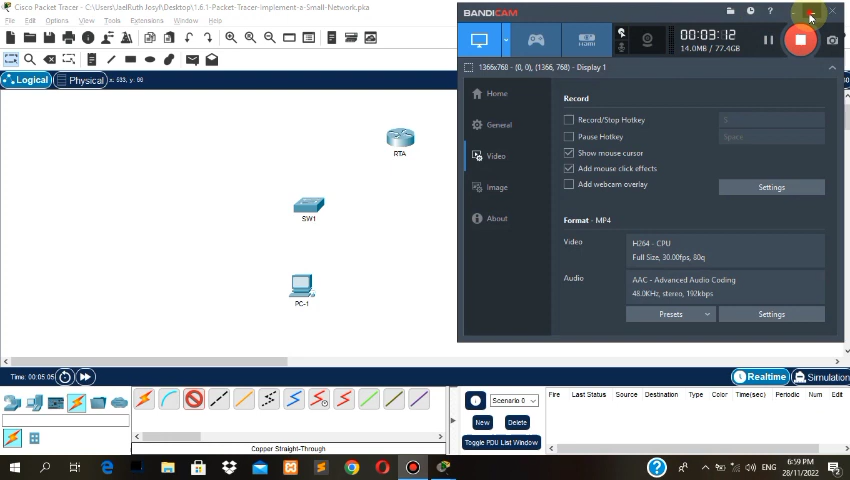 Cisco Packet Tracer - C:\Users\JaelRuth Josyl\Desktop\1.6.1-Packet-Tracer-Implement-a-Small-Network.pka
File Edit Options View Tools Extensions Window Help
Logical Physical x: 533, y: 98
RTA
SW1
PC-1
BANDICAM
HDMI
00:03:12
14.0MB / 77.4GB
1366x768 - (0, 0), (1366, 768) - Display 1
Home
General
Video
Image
About
Record
Record/Stop Hotkey
Pause Hotkey Space
Show mouse cursor
Add mouse click effects
Add webcam overlay Settings
Format - MP4
Video H264 - CPU
Full Size, 30.00fps, 80q
Audio AAC - Advanced Audio Coding
48.0KHz, stereo, 192kbps
Presets Settings
Time: 00:05:05
Realtime Simulation
Copper Straight-Through
Scenario 0
New Delete
Toggle PDU List Window
Fire Last Status Source Destination Type Color Time(sec) Periodic Num Edit
ENG
6:59 PM
28/11/2022
2